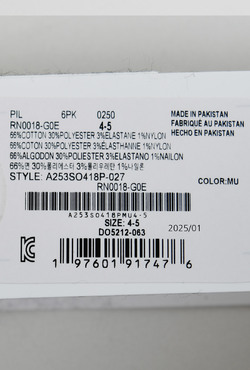 PIL 6PK 0250
RN0018-G0E 4-5
66%COTTON 30%POLYESTER 3%ELASTANE 1%NYLON
66%COTON 30%POLYESTER 3%ELASTHANNE 1%NYLON
66%ALGODON 30%POLIESTER 3%ELASTANO 1%NAILON
66%면 30%폴리에스터 3%폴리우레탄 1%나일론
MADE IN PAKISTAN
FABRIQUÉ AU PAKISTAN
HECHO EN PAKISTÁN
STYLE: A253SO418P-027
COLOR:MU
RN0018-G0E
A253SO418PMU4-5
SIZE: 4-5
DO5212-063
2025/01
1 97601 91747 6